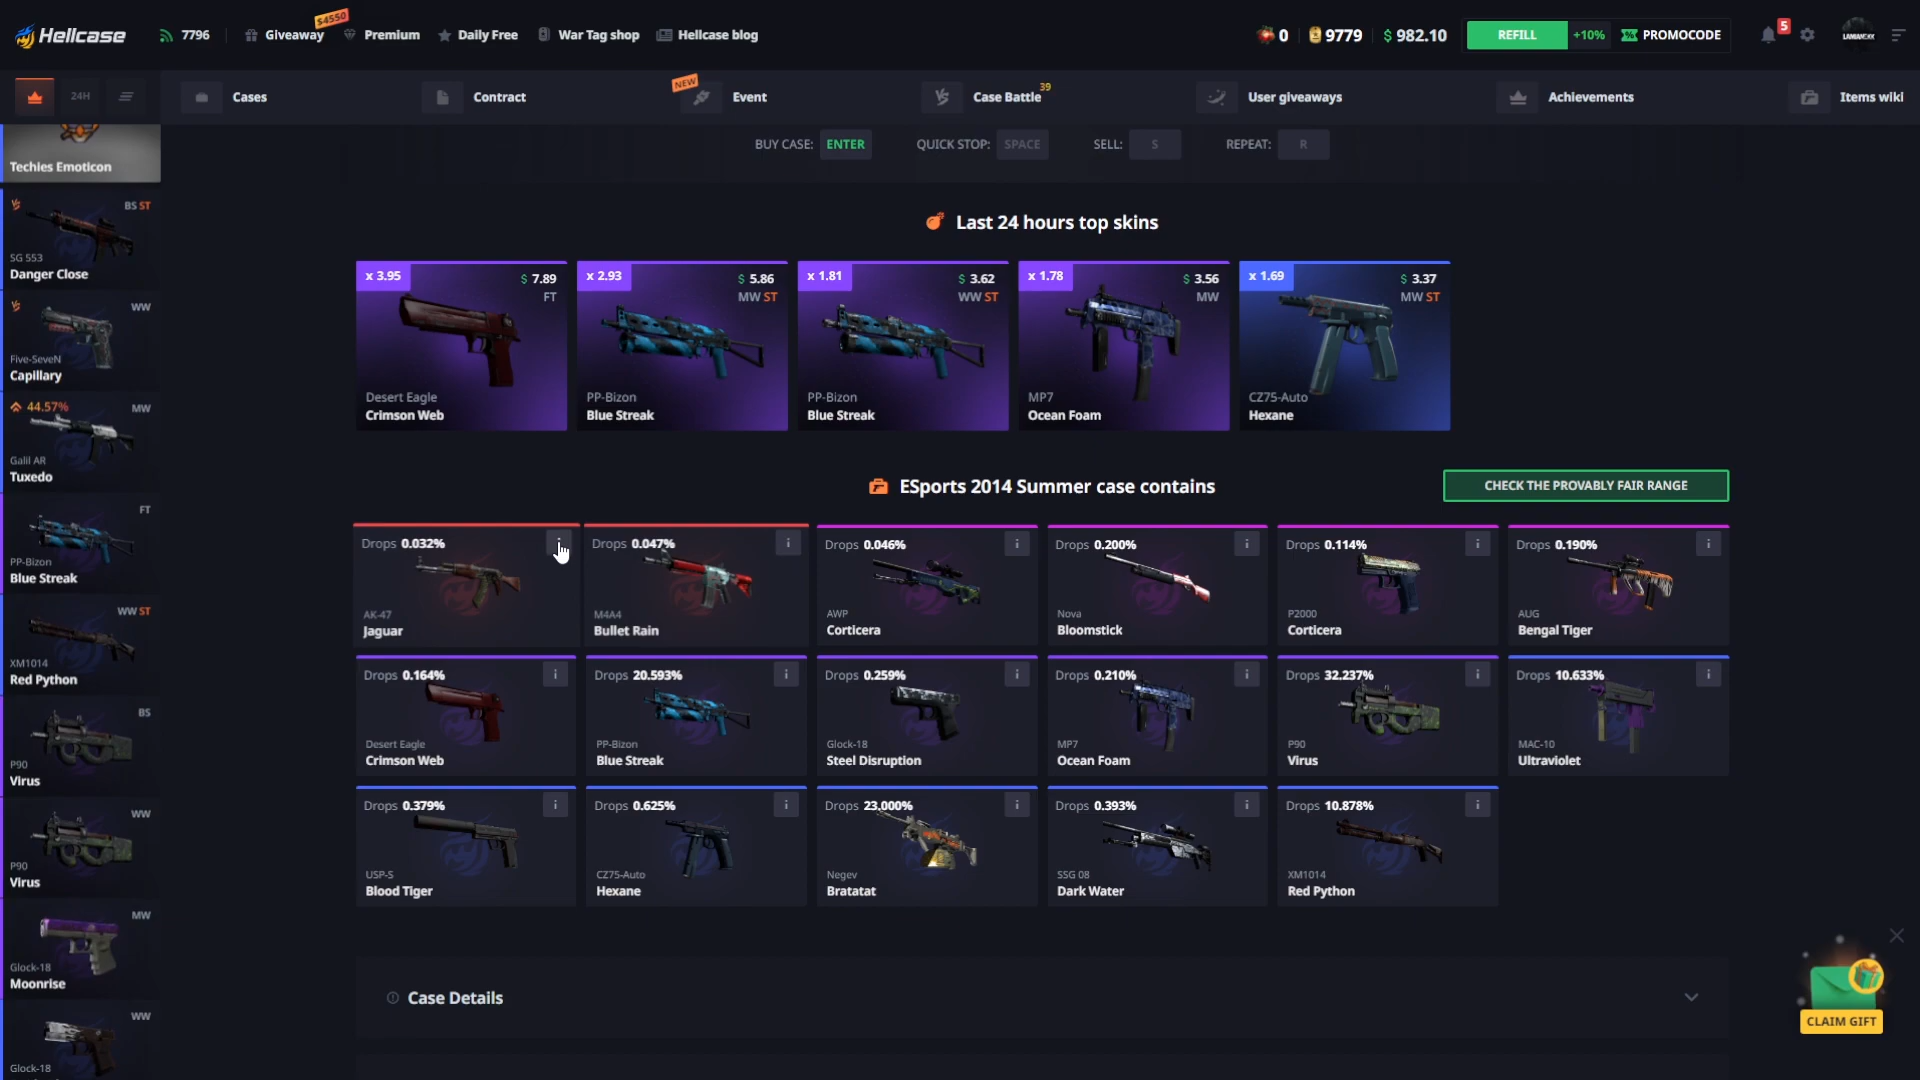 Hellcase
7796
Giveaway
$4550
Premium
Daily Free
War Tag shop
Hellcase blog
0
9779
$ 982.10
REFILL
+10%
PROMOCODE
5
24H
Cases
Contract
NEW
Event
Case Battle
39
User giveaways
Achievements
Items wiki
BUY CASE: ENTER
QUICK STOP: SPACE
SELL: S
REPEAT: R
Techies Emoticon
BS ST
SG 553
Danger Close
WW
Five-SeveN
Capillary
44.57%
MW
Galil AR
Tuxedo
FT
PP-Bizon
Blue Streak
WW ST
XM1014
Red Python
BS
P90
Virus
WW
P90
Virus
MW
Glock-18
Moonrise
WW
Glock-18
Last 24 hours top skins
x 3.95
$ 7.89
FT
Desert Eagle
Crimson Web
x 2.93
$ 5.86
MW ST
PP-Bizon
Blue Streak
x 1.81
$ 3.62
WW ST
PP-Bizon
Blue Streak
x 1.78
$ 3.56
MW
MP7
Ocean Foam
x 1.69
$ 3.37
MW ST
CZ75-Auto
Hexane
ESports 2014 Summer case contains
CHECK THE PROVABLY FAIR RANGE
Drops 0.032%
AK-47
Jaguar
Drops 0.047%
M4A4
Bullet Rain
Drops 0.046%
AWP
Corticera
Drops 0.200%
Nova
Bloomstick
Drops 0.114%
P2000
Corticera
Drops 0.190%
AUG
Bengal Tiger
Drops 0.164%
Desert Eagle
Crimson Web
Drops 20.593%
PP-Bizon
Blue Streak
Drops 0.259%
Glock-18
Steel Disruption
Drops 0.210%
MP7
Ocean Foam
Drops 32.237%
P90
Virus
Drops 10.633%
MAC-10
Ultraviolet
Drops 0.379%
USP-S
Blood Tiger
Drops 0.625%
CZ75-Auto
Hexane
Drops 23.000%
Negev
Bratatat
Drops 0.393%
SSG 08
Dark Water
Drops 10.878%
XM1014
Red Python
Case Details
CLAIM GIFT